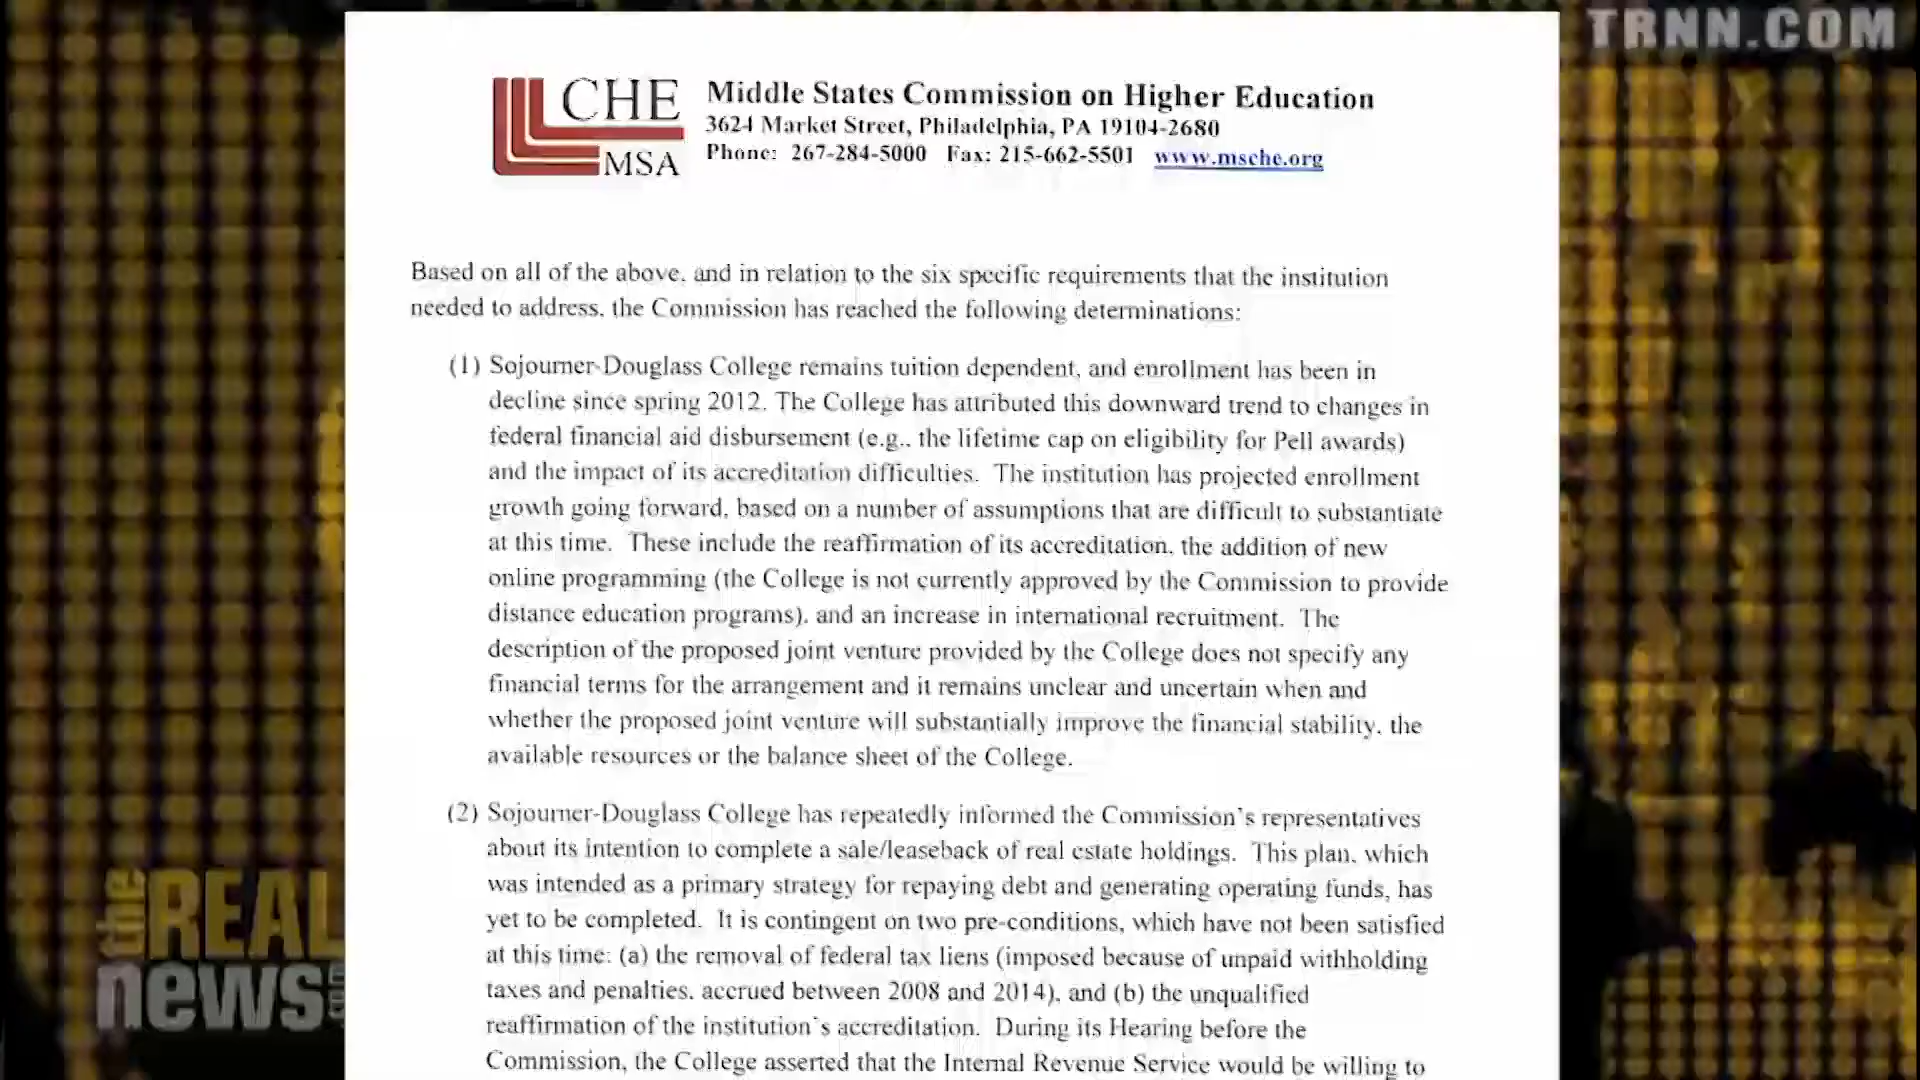 TRNN.COM
CHE
MSA
Middle States Commission on Higher Education
3624 Market Street, Philadelphia, PA 19104-2680
Phone: 267-284-5000 Fax: 215-662-5501 www.msche.org
Based on all of the above, and in relation to the six specific requirements that the institution
needed to address, the Commission has reached the following determinations:
(1) Sojourner-Douglass College remains tuition dependent, and enrollment has been in
decline since spring 2012. The College has attributed this downward trend to changes in
federal financial aid disbursement (e.g., the lifetime cap on eligibility for Pell awards)
and the impact of its accreditation difficulties. The institution has projected enrollment
growth going forward, based on a number of assumptions that are difficult to substantiate
at this time. These include the reaffirmation of its accreditation, the addition of new
online programming (the College is not currently approved by the Commission to provide
distance education programs), and an increase in international recruitment. The
description of the proposed joint venture provided by the College does not specify any
financial terms for the arrangement and it remains unclear and uncertain when and
whether the proposed joint venture will substantially improve the financial stability, the
available resources or the balance sheet of the College.
(2) Sojourner-Douglass College has repeatedly informed the Commission's representatives
about its intention to complete a sale/leaseback of real estate holdings. This plan, which
was intended as a primary strategy for repaying debt and generating operating funds, has
yet to be completed. It is contingent on two pre-conditions, which have not been satisfied
at this time: (a) the removal of federal tax liens (imposed because of unpaid withholding
taxes and penalties, accrued between 2008 and 2014), and (b) the unqualified
reaffirmation of the institution's accreditation. During its Hearing before the
Commission, the College asserted that the Internal Revenue Service would be willing to
the REAL
news